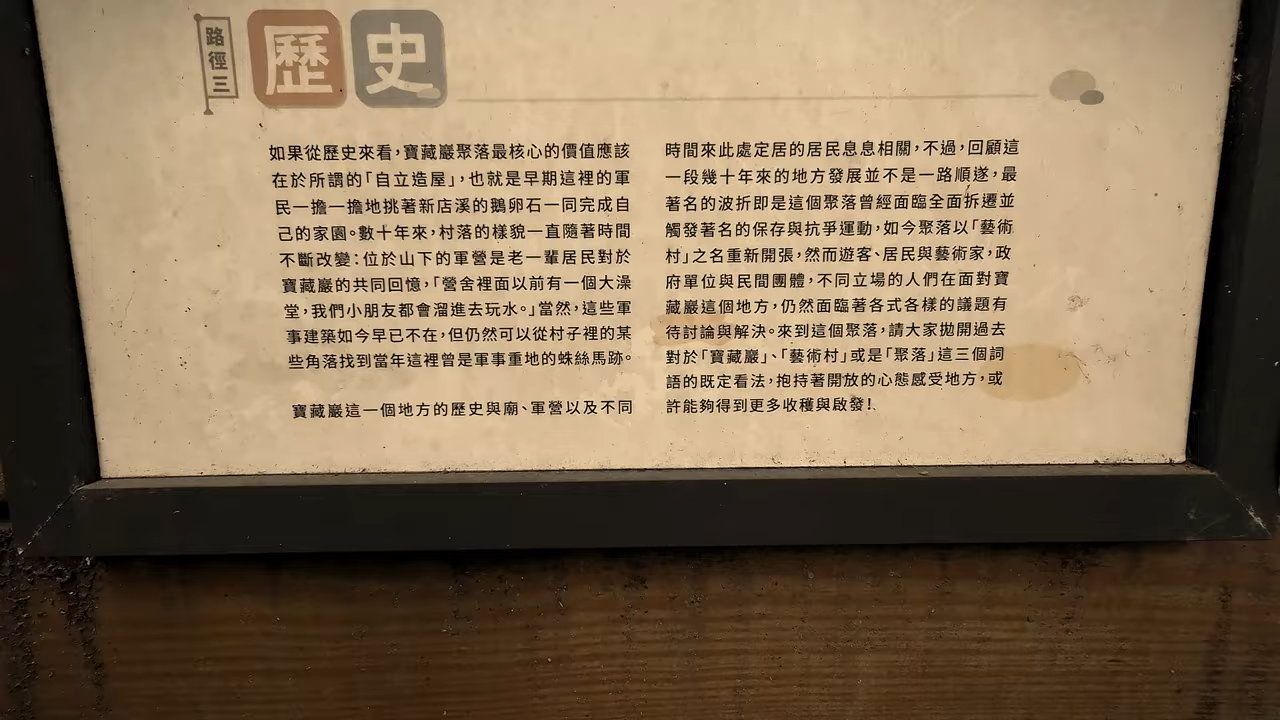 路徑三
歷史
如果從歷史來看，寶藏巖聚落最核心的價值應該
在於所謂的「自立造屋」，也就是早期這裡的軍
民一擔一擔地挑著新店溪的鵝卵石一同完成自
己的家園。數十年來，村落的樣貌一直隨著時間
不斷改變：位於山下的軍營是老一輩居民對於
寶藏巖的共同回憶，「營舍裡面以前有一個大澡
堂，我們小朋友都會溜進去玩水。」當然，這些軍
事建築如今早已不在，但仍然可以從村子裡的某
些角落找到當年這裡曾是軍事重地的蛛絲馬跡。
寶藏巖這一個地方的歷史與廟、軍營以及不同
時間來此處定居的居民息息相關，不過，回顧這
一段幾十年來的地方發展並不是一路順遂，最
著名的波折即是這個聚落曾經面臨全面拆遷並
觸發著名的保存與抗爭運動，如今聚落以「藝術
村」之名重新開張，然而遊客、居民與藝術家，政
府單位與民間團體，不同立場的人們在面對寶
藏巖這個地方，仍然面臨著各式各樣的議題有
待討論與解決。來到這個聚落，請大家拋開過去
對於「寶藏巖」、「藝術村」或是「聚落」這三個詞
語的既定看法，抱持著開放的心態感受地方，或
許能夠得到更多收穫與啟發！